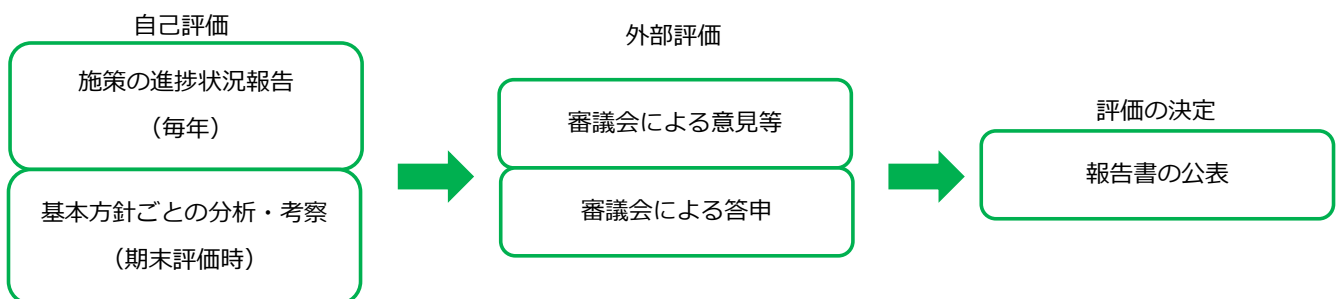 自己評価
施策の進捗状況報告
（毎年）
基本方針ごとの分析・考察
（期末評価時）
外部評価
審議会による意見等
審議会による答申
評価の決定
報告書の公表